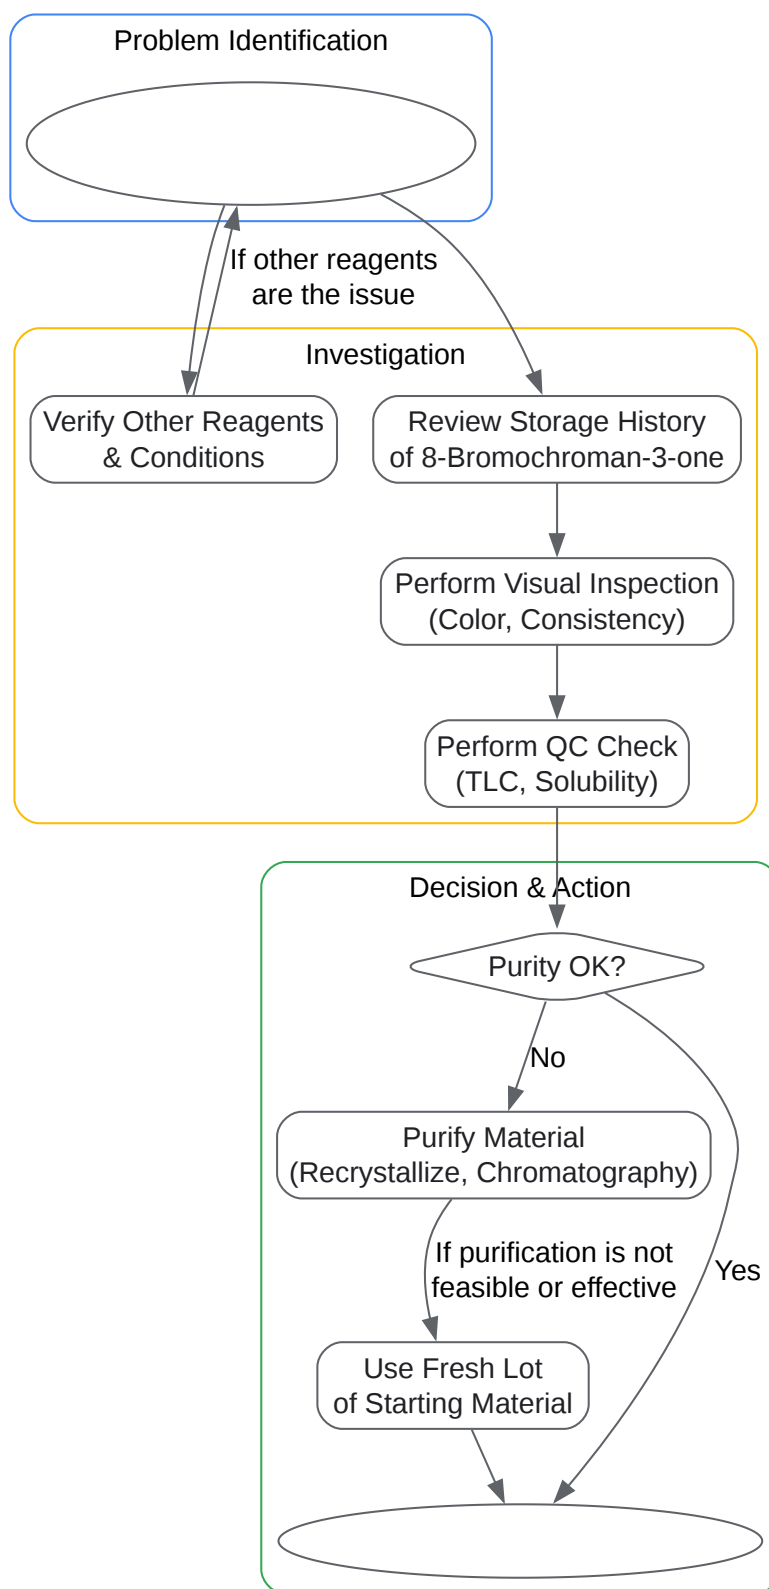 Problem Identification
If other reagents
are the issue
Investigation
Verify Other Reagents
& Conditions
Review Storage History
of 8-Bromochroman-3-one
Perform Visual Inspection
(Color, Consistency)
Perform QC Check
(TLC, Solubility)
Decision & Action
Purity OK?
No
Purify Material
(Recrystallize, Chromatography)
If purification is not
feasible or effective
Yes
Use Fresh Lot
of Starting Material